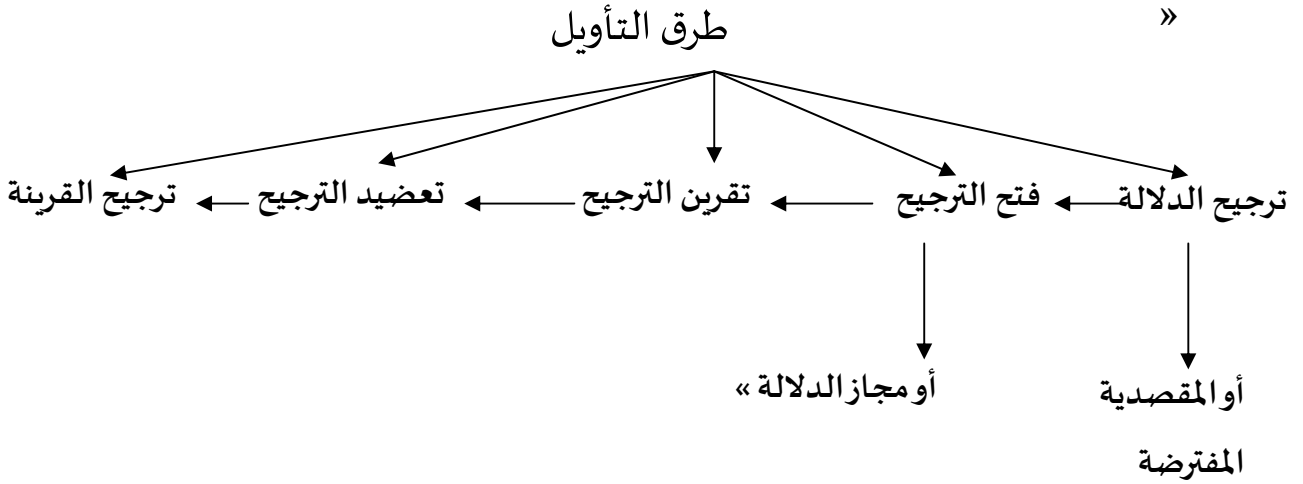 »
طرق التأويل
ترجيح الدلالة فتح الترجيح تقرين الترجيح تعضيد الترجيح ترجيح القرينة
أو المقصدية أو مجاز الدلالة »
المفترضة